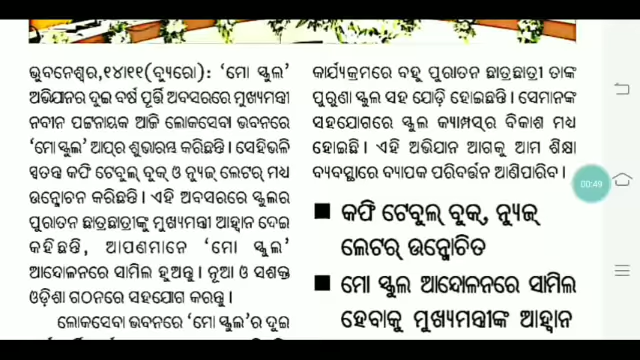 ଭୁବନେଶ୍ୱର,୧୪।୧୧(ବ୍ୟୁରୋ): ‘ମୋ ସ୍କୁଲ’
ଅଭିଯାନର ଦୁଇ ବର୍ଷ ପୂର୍ତ୍ତି ଅବସରରେ ମୁଖ୍ୟମନ୍ତ୍ରୀ
ନବୀନ ପଟ୍ଟନାୟକ ଆଜି ଲୋକସେବା ଭବନରେ
‘ମୋ ସ୍କୁଲ’ ଆପ୍‌ର ଶୁଭାରମ୍ଭ କରିଛନ୍ତି। ସେହିଭଳି
ସ୍ୱତନ୍ତ୍ର କଫି ଟେବୁଲ୍ ବୁକ୍ ଓ ନ୍ୟୁଜ୍ ଲେଟର୍ ମଧ୍ୟ
ଉନ୍ମୋଚନ କରିଛନ୍ତି। ଏହି ଅବସରରେ ସ୍କୁଲର
ପୁରାତନ ଛାତ୍ରଛାତ୍ରୀଙ୍କୁ ମୁଖ୍ୟମନ୍ତ୍ରୀ ଆହ୍ୱାନ ଦେଇ
କହିଛନ୍ତି, ଆପଣମାନେ ‘ମୋ ସ୍କୁଲ’
ଆନ୍ଦୋଳନରେ ସାମିଲ ହୁଅନ୍ତୁ। ନୂଆ ଓ ସଶକ୍ତ
ଓଡ଼ିଶା ଗଠନରେ ସହଯୋଗ କରନ୍ତୁ।
ଲୋକସେବା ଭବନରେ ‘ମୋ ସ୍କୁଲ’ର ଦୁଇ
କାର୍ଯ୍ୟକ୍ରମରେ ବହୁ ପୁରାତନ ଛାତ୍ରଛାତ୍ରୀ ତାଙ୍କ
ପୁରୁଣା ସ୍କୁଲ ସହ ଯୋଡ଼ି ହୋଇଛନ୍ତି। ସେମାନଙ୍କ
ସହଯୋଗରେ ସ୍କୁଲ କ୍ୟାମ୍ପସ୍‌ର ବିକାଶ ମଧ୍ୟ
ହୋଇଛି। ଏହି ଅଭିଯାନ ଆଗକୁ ଆମ ଶିକ୍ଷା
ବ୍ୟବସ୍ଥାରେ ବ୍ୟାପକ ପରିବର୍ତ୍ତନ ଆଣିପାରିବ।
■ କଫି ଟେବୁଲ୍ ବୁକ୍, ନ୍ୟୁଜ୍
ଲେଟର୍ ଉନ୍ମୋଚିତ
■ ମୋ ସ୍କୁଲ ଆନ୍ଦୋଳନରେ ସାମିଲ
ହେବାକୁ ମୁଖ୍ୟମନ୍ତ୍ରୀଙ୍କ ଆହ୍ୱାନ
00:49